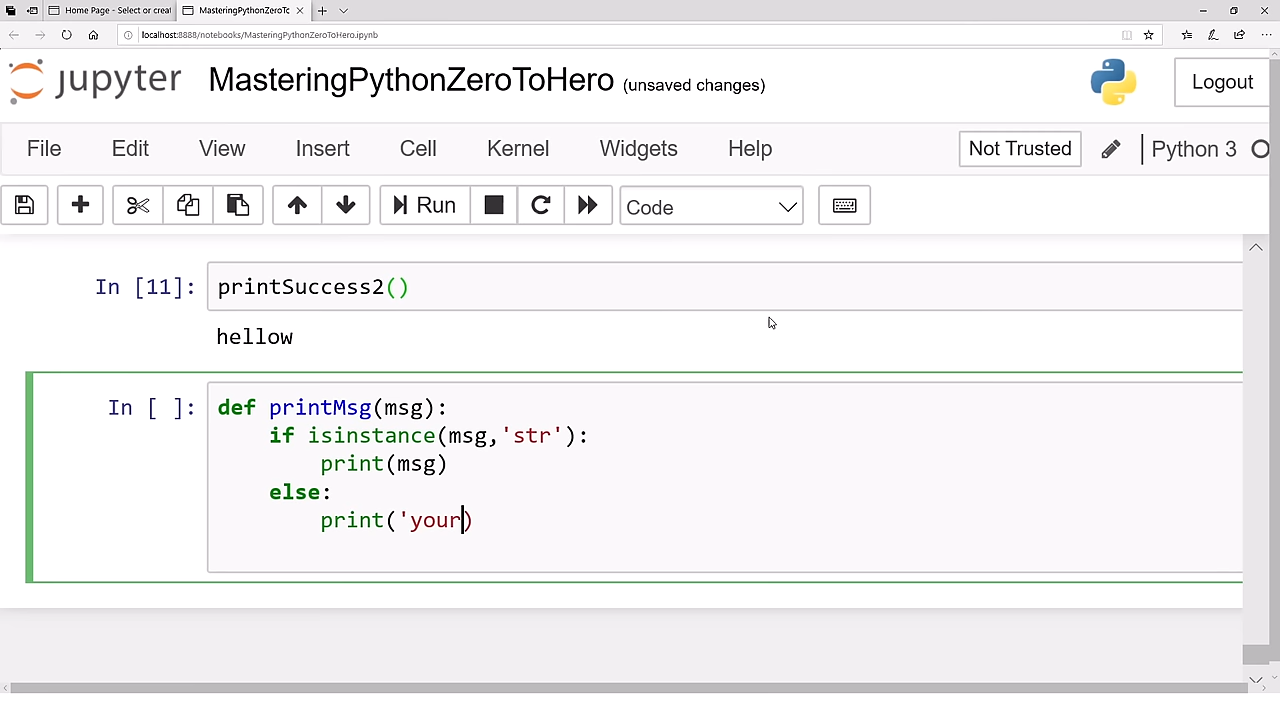 Home Page - Select or creat
MasteringPythonZeroTc
localhost:8888/notebooks/MasteringPythonZeroToHero.ipynb
jupyter MasteringPythonZeroToHero (unsaved changes) Logout
File Edit View Insert Cell Kernel Widgets Help Not Trusted Python 3
Run Code
In [11]: printSuccess2()
hellow
In [ ]: def printMsg(msg):
    if isinstance(msg,'str'):
        print(msg)
    else:
        print('your)